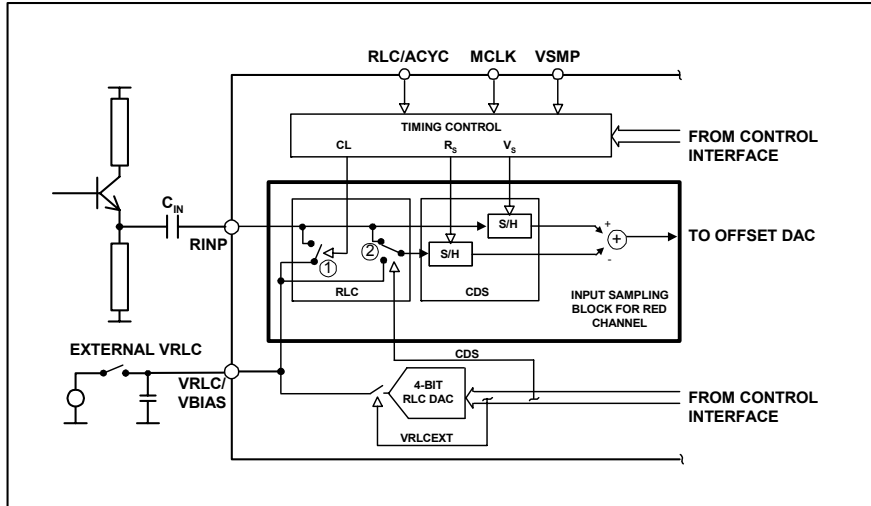 RLC/ACYC MCLK VSMP
TIMING CONTROL
CL RS VS
FROM CONTROL
INTERFACE
CIN
RINP
S/H
S/H
1
2
+
+
-
TO OFFSET DAC
RLC
CDS
INPUT SAMPLING
BLOCK FOR RED
CHANNEL
EXTERNAL VRLC
VRLC/
VBIAS
CDS
4-BIT
RLC DAC
VRLCEXT
FROM CONTROL
INTERFACE